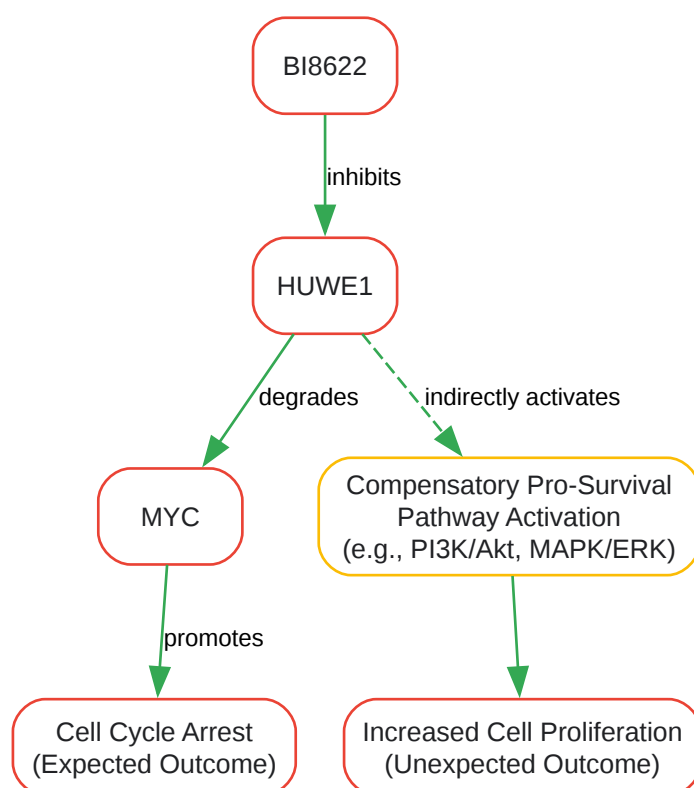 BI8622
inhibits
HUWE1
degrades
indirectly activates
MYC
Compensatory Pro-Survival
Pathway Activation
(e.g., PI3K/Akt, MAPK/ERK)
promotes
Cell Cycle Arrest
(Expected Outcome)
Increased Cell Proliferation
(Unexpected Outcome)